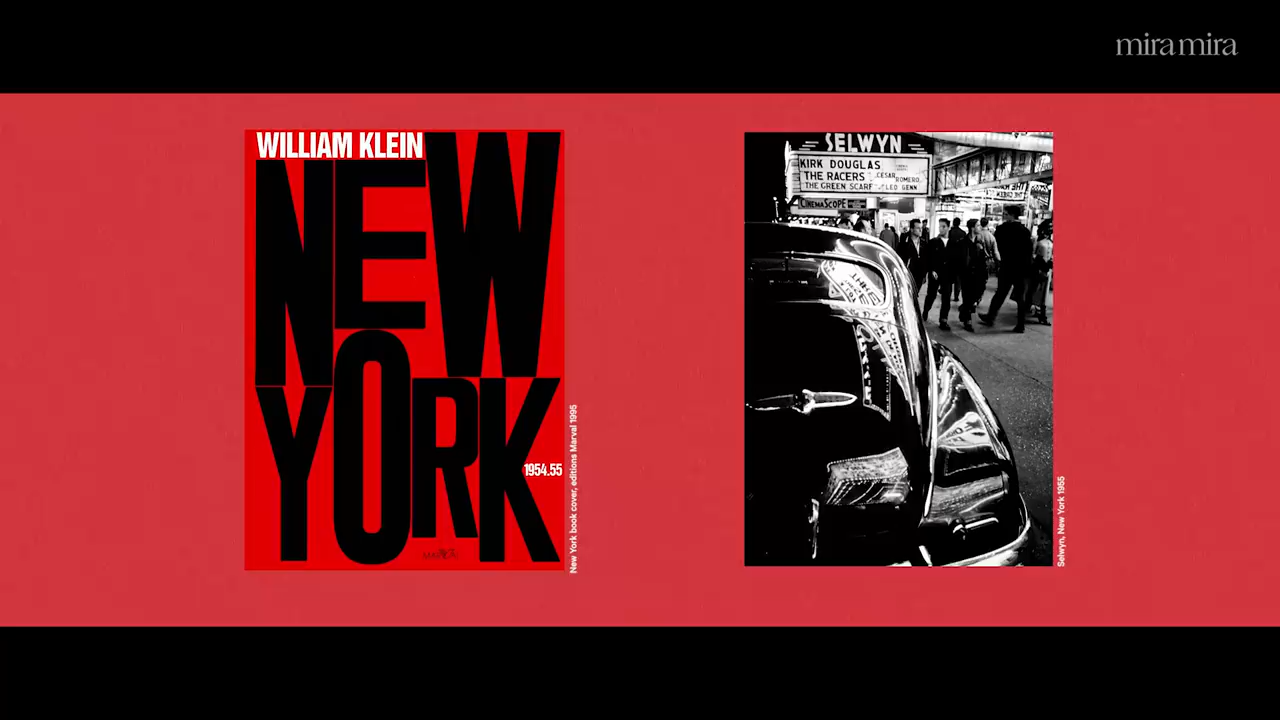 mira mira
WILLIAM KLEIN
NEW
YORK
1954.55
New York book cover, editions Marval 1995
SELWYN
KIRK DOUGLAS
THE RACERS CESAR ROMERO
THE GREEN SCARF LEO GENN
CINEMASCOPE
Selwyn, New York 1955